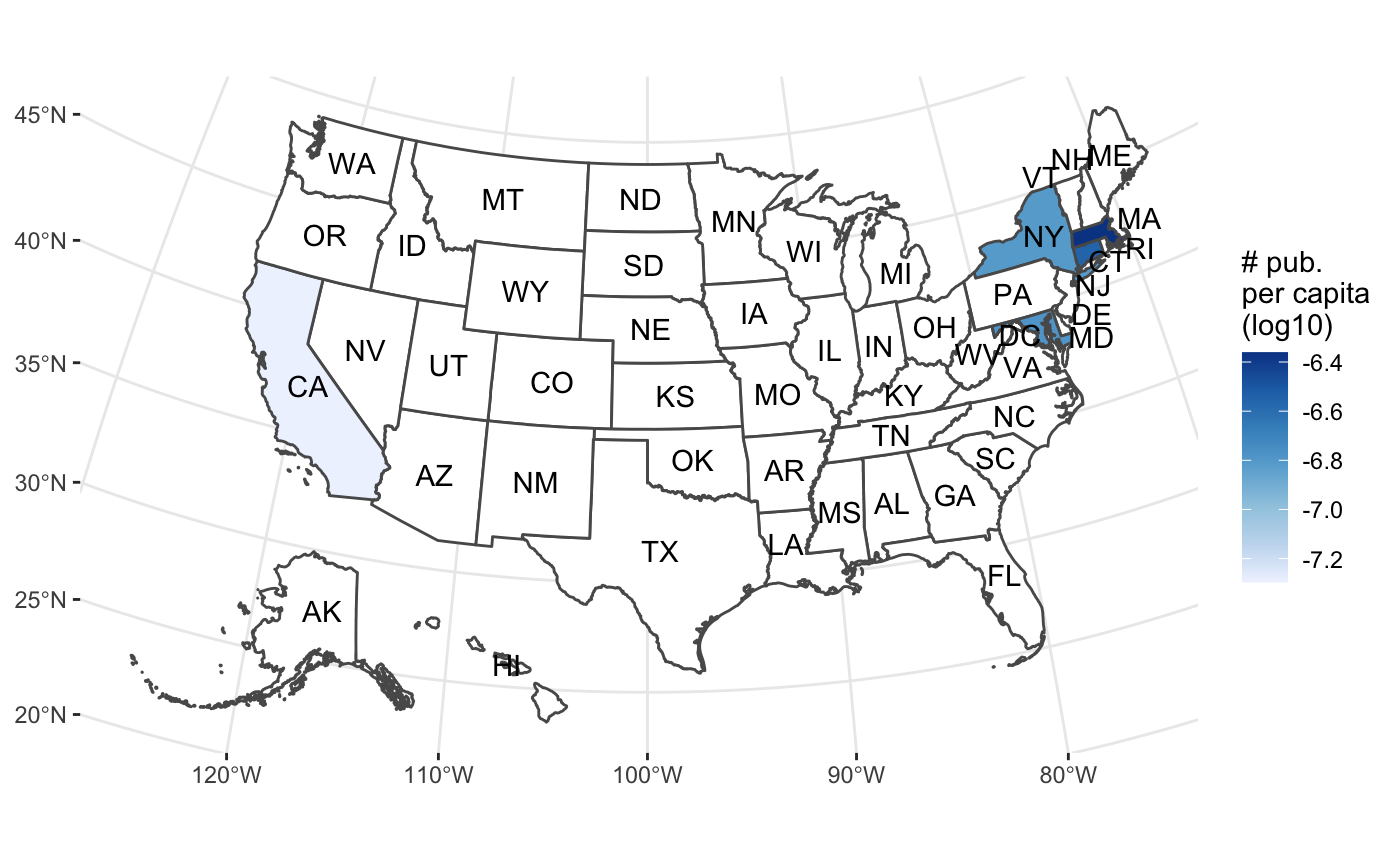 45°N
40°N
35°N
30°N
25°N
20°N
120°W
110°W
100°W
90°W
80°W
WA
MT
ND
MN
OR
ID
SD
WI
MI
WY
NE
IA
NV
UT
CO
KS
MO
IL
IN
OH
CA
AZ
NM
OK
AR
KY
TN
WV
VA
NC
SC
TX
LA
MS
AL
GA
FL
AK
HI
NY
PA
VT
NH
ME
MA
RI
CT
NJ
DE
MD
DC
# pub.
per capita
(log10)
-6.4
-6.6
-6.8
-7.0
-7.2